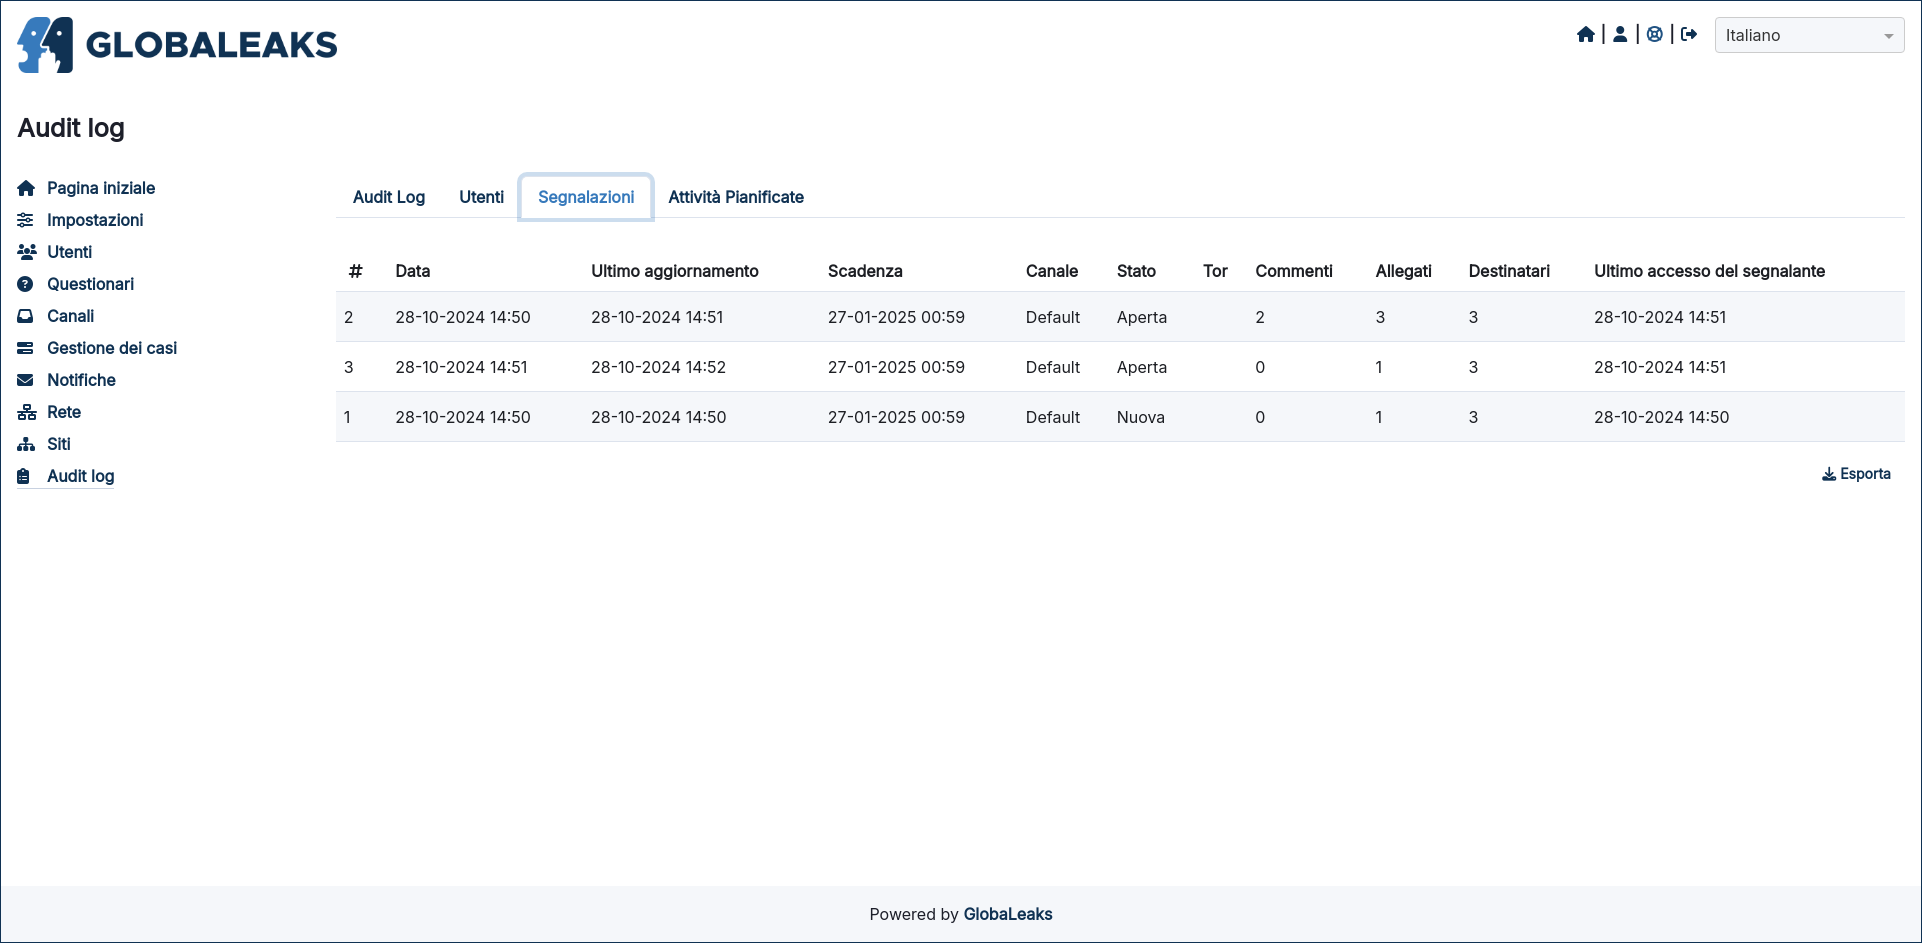 GLOBALEAKS
Italiano
Audit log
Pagina iniziale
Impostazioni
Utenti
Questionari
Canali
Gestione dei casi
Notifiche
Rete
Siti
Audit log
Audit Log Utenti Segnalazioni Attività Pianificate
# Data Ultimo aggiornamento Scadenza Canale Stato Tor Commenti Allegati Destinatari Ultimo accesso del segnalante
2 28-10-2024 14:50 28-10-2024 14:51 27-01-2025 00:59 Default Aperta 2 3 3 28-10-2024 14:51
3 28-10-2024 14:51 28-10-2024 14:52 27-01-2025 00:59 Default Aperta 0 1 3 28-10-2024 14:51
1 28-10-2024 14:50 28-10-2024 14:50 27-01-2025 00:59 Default Nuova 0 1 3 28-10-2024 14:50
Esporta
Powered by GlobaLeaks